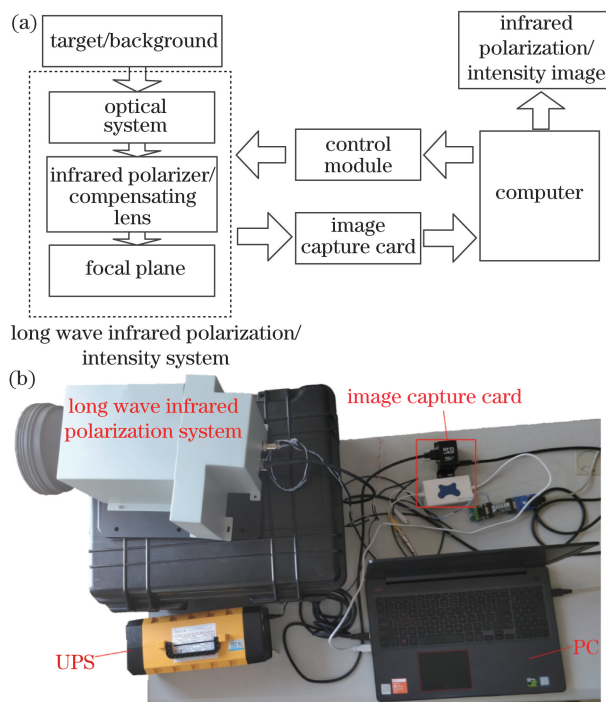 (a)
target/background
optical
system
infrared polarizer/
compensating
lens
focal plane
long wave infrared polarization/
intensity system
control
module
image
capture card
infrared
polarization/
intensity image
computer
(b)
long wave infrared
polarization system
image capture card
UPS
PC